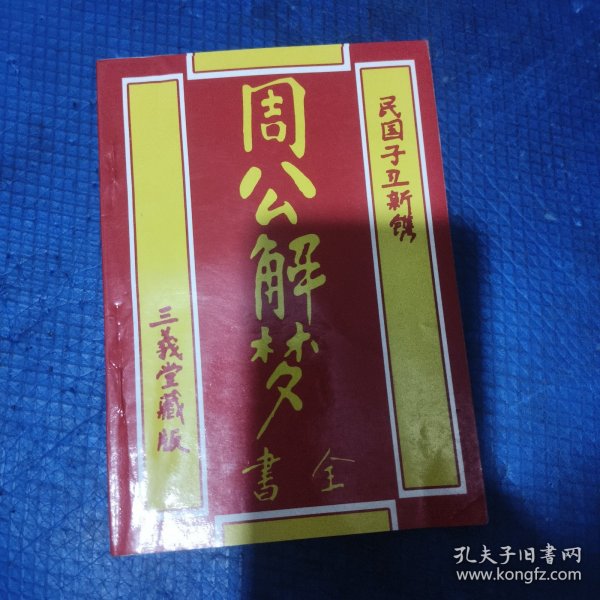 民国子丑新镌
周公解梦
全書
三義堂藏版
孔夫子旧書网
www.kongfz.com